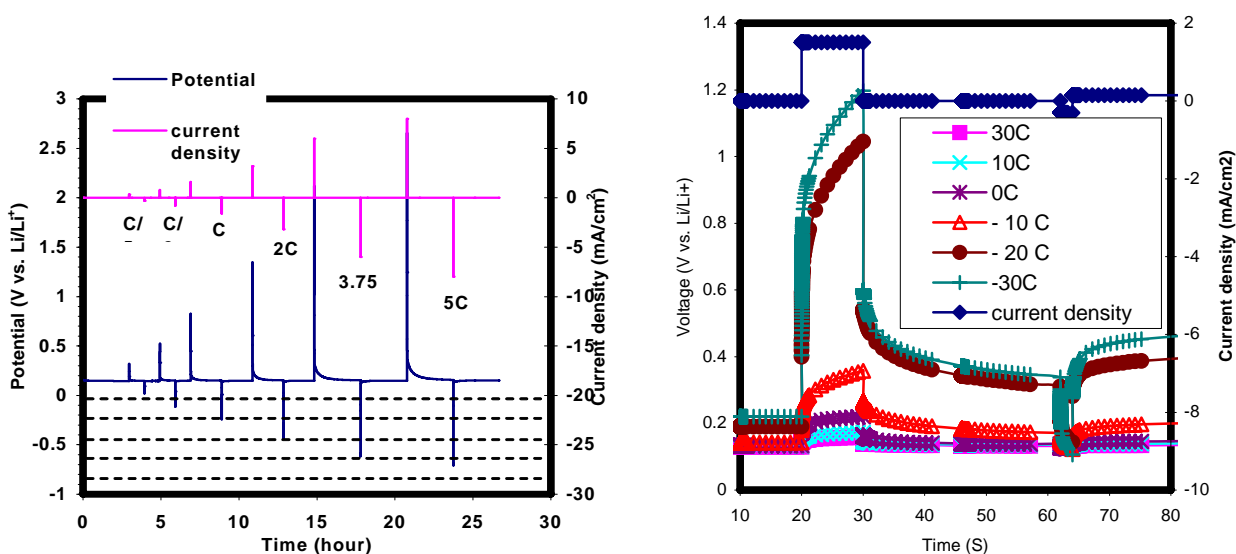 Potential
current
density
Potential (V vs. Li/Li⁺)
3
2.5
2
1.5
1
0.5
0
-0.5
-1
C/
C/
C
2C
3.75
5C
10
5
0
-5
-10
-15
-20
-25
-30
Current density (mA/cm²)
0 5 10 15 20 25 30
Time (hour)
Voltage (V vs. Li/Li+)
1.4
1.2
1
0.8
0.6
0.4
0.2
0
30C
10C
0C
- 10 C
- 20 C
-30C
current density
2
0
-2
-4
-6
-8
-10
Current density (mA/cm2)
10 20 30 40 50 60 70 80
Time (S)